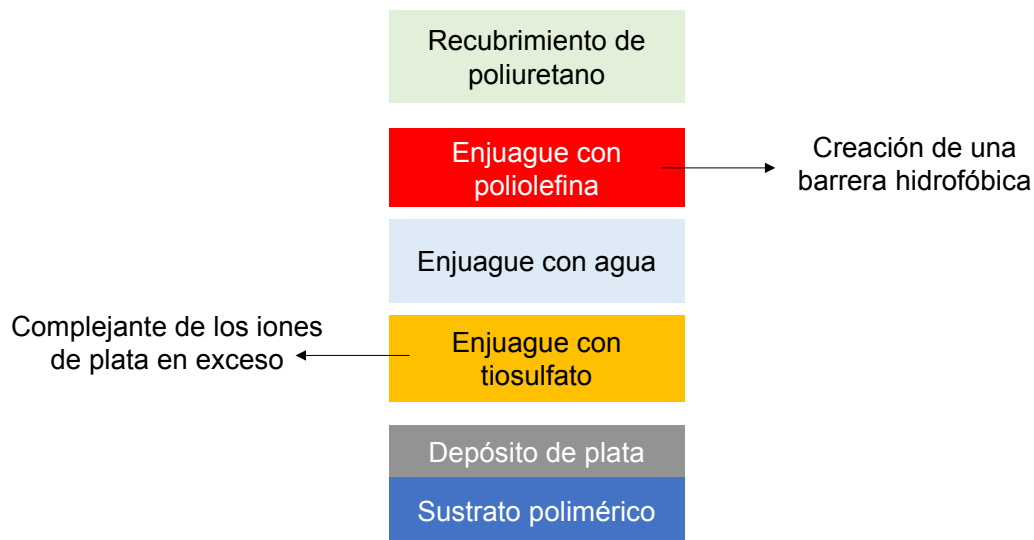 Recubrimiento de
poliuretano
Enjuague con
poliolefina
Creación de una
barrera hidrofóbica
Enjuague con agua
Complejante de los iones
de plata en exceso
Enjuague con
tiosulfato
Depósito de plata
Sustrato polimérico